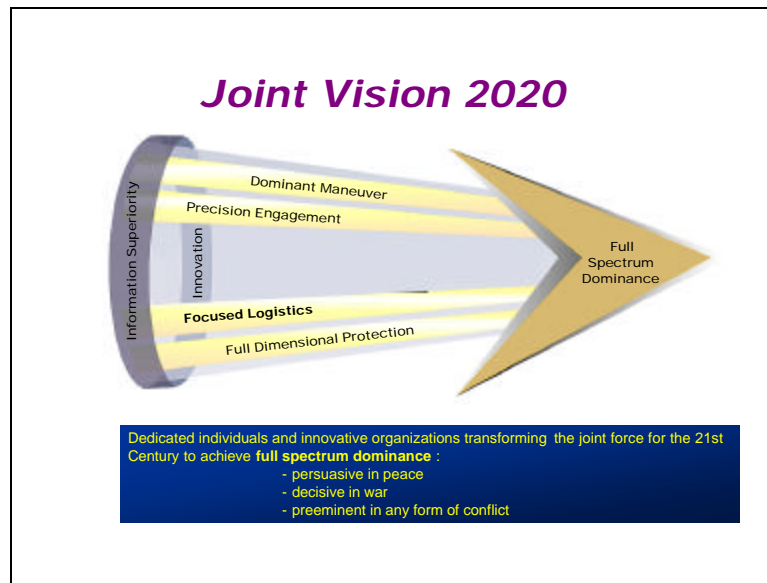 Joint Vision 2020
Information Superiority
Innovation
Dominant Maneuver
Precision Engagement
Focused Logistics
Full Dimensional Protection
Full
Spectrum
Dominance
Dedicated individuals and innovative organizations transforming the joint force for the 21st
Century to achieve full spectrum dominance :
- persuasive in peace
- decisive in war
- preeminent in any form of conflict